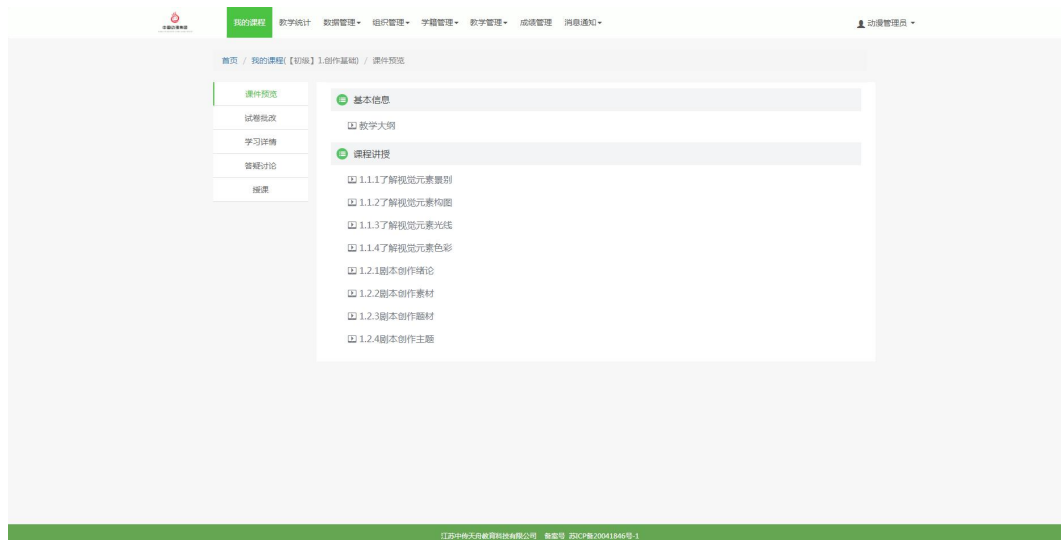 我的课程 教学统计 数据管理 组织管理 学籍管理 教学管理 成绩管理 消息通知 动漫管理员
首页 / 我的课程(【初级】1.创作基础) / 课件预览
课件预览
试卷批改
学习详情
答疑讨论
授课
基本信息
教学大纲
课程讲授
1.1.1了解视觉元素景别
1.1.2了解视觉元素构图
1.1.3了解视觉元素光线
1.1.4了解视觉元素色彩
1.2.1剧本创作绪论
1.2.2剧本创作素材
1.2.3剧本创作题材
1.2.4剧本创作主题
江苏中传天舟教育科技有限公司 备案号 苏ICP备20041846号-1